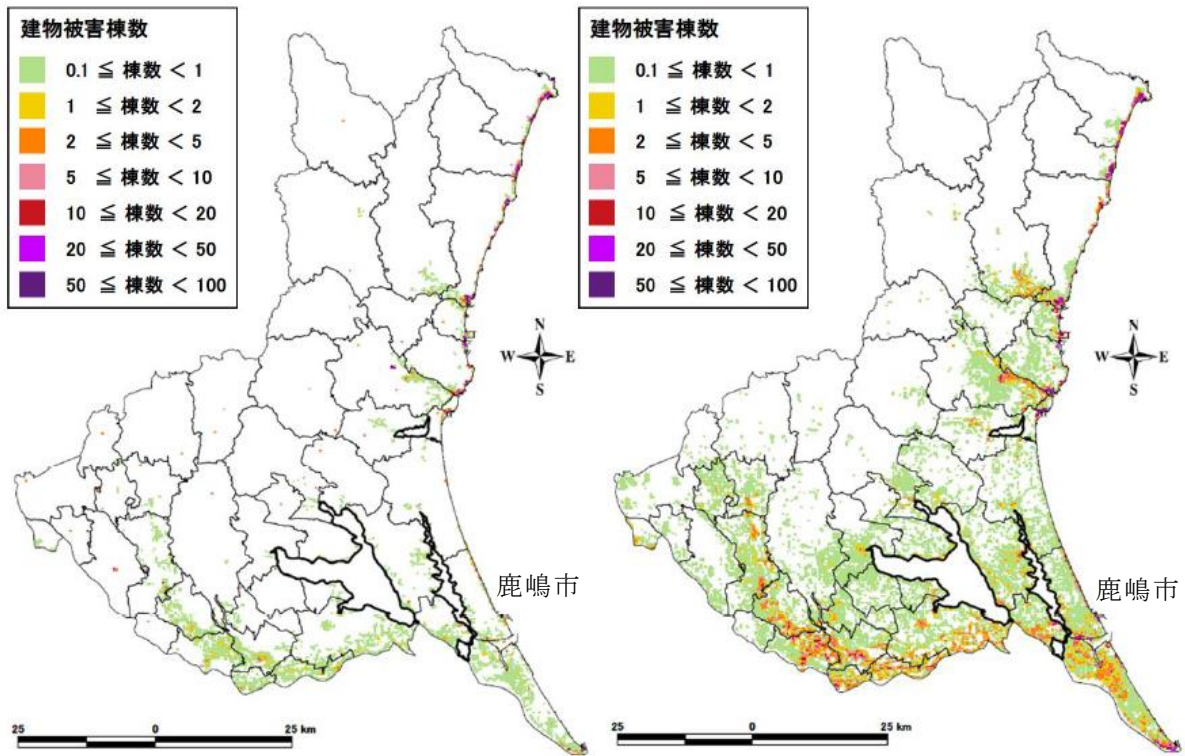 建物被害棟数
0.1 ≦ 棟数 < 1
1 ≦ 棟数 < 2
2 ≦ 棟数 < 5
5 ≦ 棟数 < 10
10 ≦ 棟数 < 20
20 ≦ 棟数 < 50
50 ≦ 棟数 < 100
N
W E
S
鹿嶋市
25 0 25 km
建物被害棟数
0.1 ≦ 棟数 < 1
1 ≦ 棟数 < 2
2 ≦ 棟数 < 5
5 ≦ 棟数 < 10
10 ≦ 棟数 < 20
20 ≦ 棟数 < 50
50 ≦ 棟数 < 100
N
W E
S
鹿嶋市
25 0 25 km